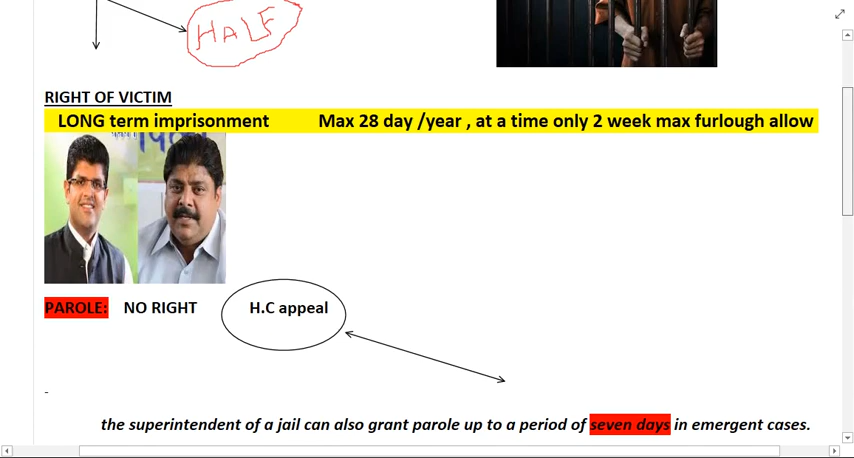 HALF
RIGHT OF VICTIM
LONG term imprisonment Max 28 day /year , at a time only 2 week max furlough allow
PAROLE: NO RIGHT H.C appeal
the superintendent of a jail can also grant parole up to a period of seven days in emergent cases.